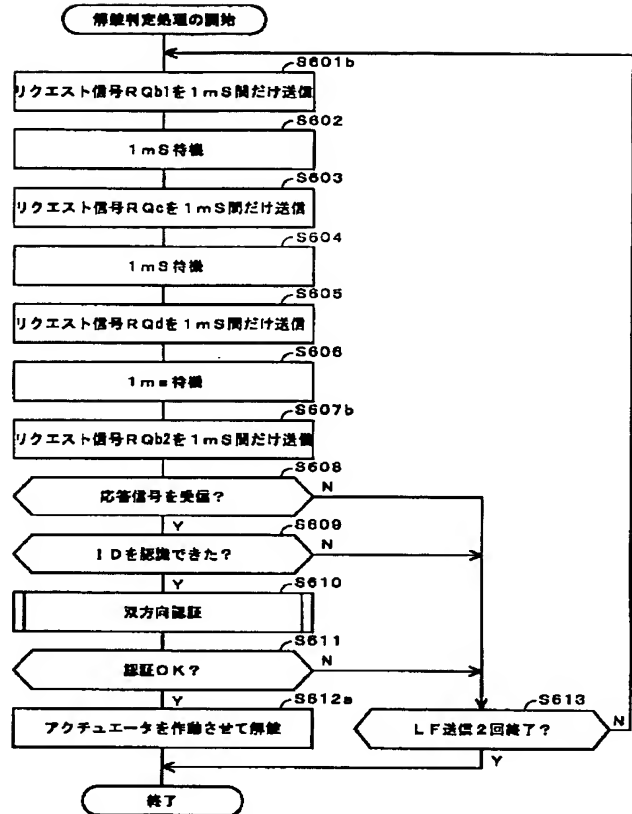 解錠判定処理の開始
S601b
リクエスト信号RQb1を1mS間だけ送信
S602
1mS待機
S603
リクエスト信号RQcを1mS間だけ送信
S604
1mS待機
S605
リクエスト信号RQdを1mS間だけ送信
S606
1ms待機
S607b
リクエスト信号RQb2を1mS間だけ送信
S608
応答信号を受信?
N
Y
S609
IDを認識できた?
N
Y
S610
双方向認証
S611
認証OK?
N
Y
S612a
アクチュエータを作動させて解錠
S613
LF送信2回終了?
N
Y
終了